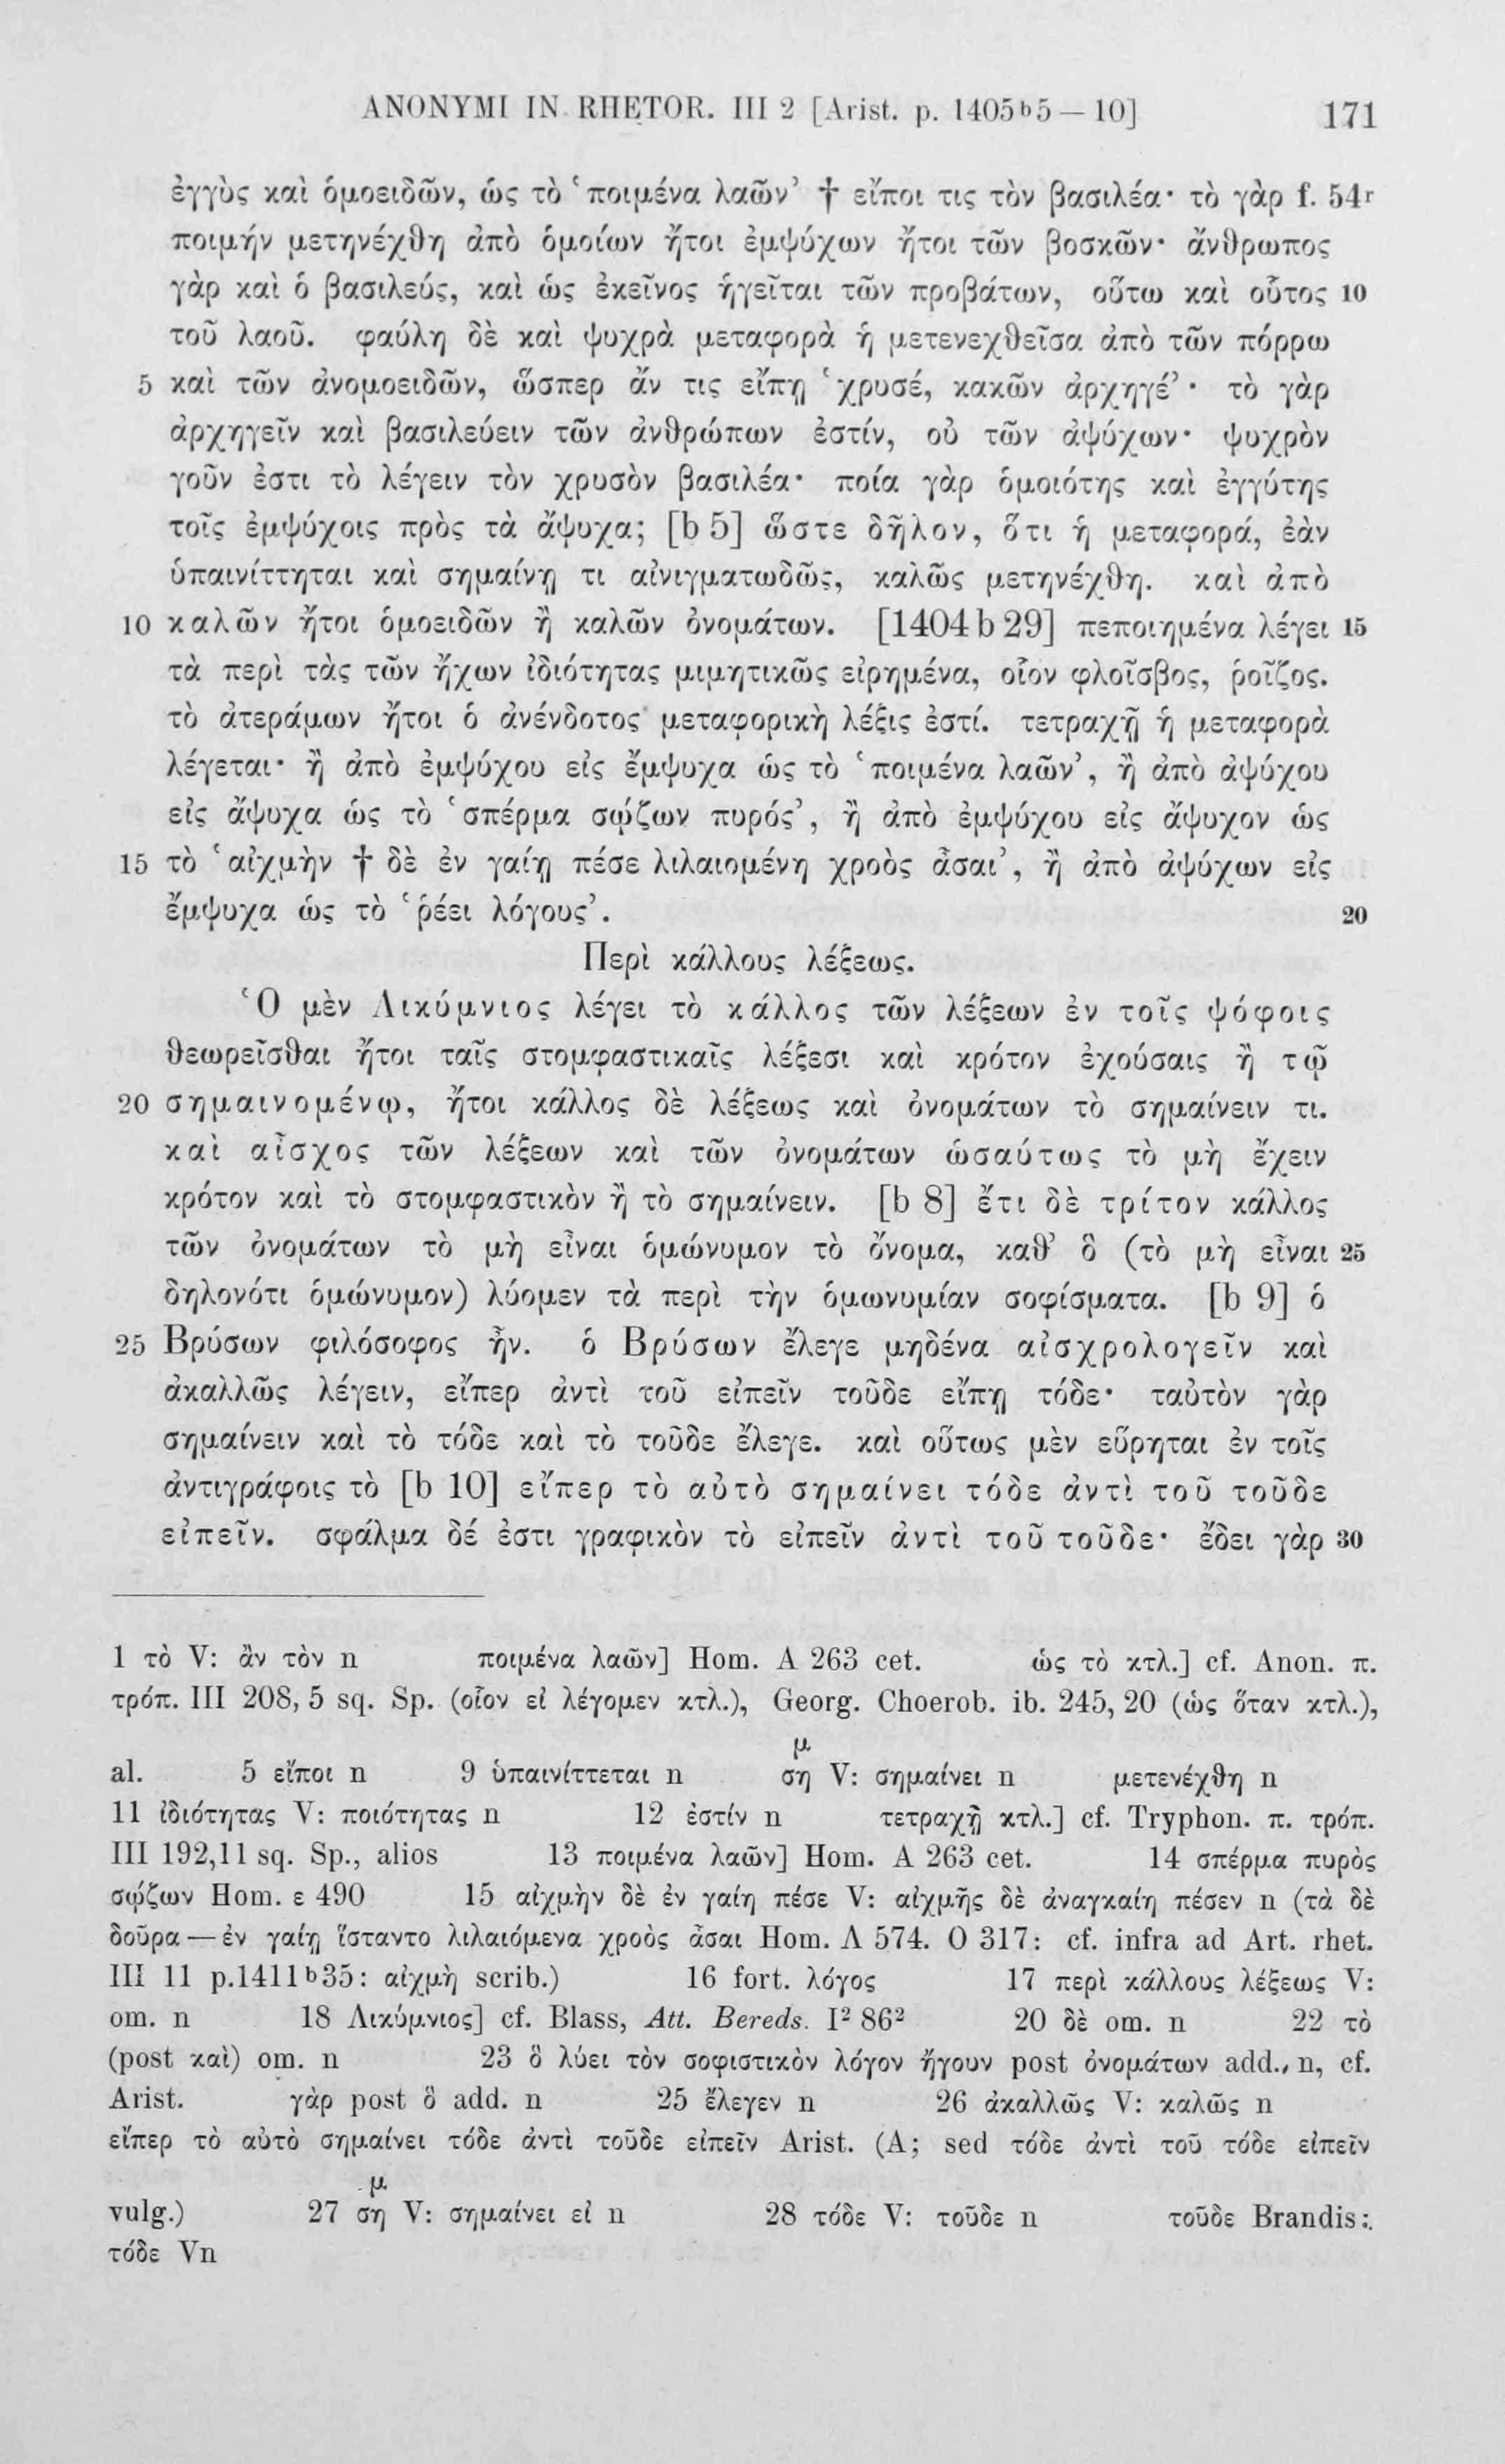 ANONYMI IN RHETOR. III 2 [Arist. p. 1405ᵇ5 — 10] 171
ἐγγὺς καὶ ὁμοειδῶν, ὡς τὸ ‘ποιμένα λαῶν’ † εἴποι τις τὸν βασιλέα· τὸ γὰρ f. 54ʳ
ποιμήν μετηνέχθη ἀπὸ ὁμοίων ἤτοι ἐμψύχων ἤτοι τῶν βοσκῶν· ἄνθρωπος
γὰρ καὶ ὁ βασιλεύς, καὶ ὡς ἐκεῖνος ἡγεῖται τῶν προβάτων, οὕτω καὶ οὗτος 10
τοῦ λαοῦ. φαύλη δὲ καὶ ψυχρὰ μεταφορὰ ἡ μετενεχθεῖσα ἀπὸ τῶν πόρρω
5 καὶ τῶν ἀνομοειδῶν, ὥσπερ ἄν τις εἴπῃ ‘χρυσέ, κακῶν ἀρχηγέ’· τὸ γὰρ
ἀρχηγεῖν καὶ βασιλεύειν τῶν ἀνθρώπων ἐστίν, οὐ τῶν ἀψύχων· ψυχρὸν
γοῦν ἐστι τὸ λέγειν τὸν χρυσὸν βασιλέα· ποία γὰρ ὁμοιότης καὶ ἐγγύτης
τοῖς ἐμψύχοις πρὸς τὰ ἄψυχα; [b 5] ὥστε δῆλον, ὅτι ἡ μεταφορά, ἐὰν
ὑπαινίττηται καὶ σημαίνῃ τι αἰνιγματωδῶς, καλῶς μετηνέχθη. καὶ ἀπὸ
10 καλῶν ἤτοι ὁμοειδῶν ἢ καλῶν ὀνομάτων. [1404 b 29] πεποιημένα λέγει 15
τὰ περὶ τὰς τῶν ἤχων ἰδιότητας μιμητικῶς εἰρημένα, οἷον φλοῖσβος, ῥοῖζος.
τὸ ἀτεράμων ἤτοι ὁ ἀνένδοτος μεταφορικὴ λέξις ἐστί. τετραχῇ ἡ μεταφορὰ
λέγεται· ἢ ἀπὸ ἐμψύχου εἰς ἔμψυχα ὡς τὸ ‘ποιμένα λαῶν’, ἢ ἀπὸ ἀψύχου
εἰς ἄψυχα ὡς τὸ ‘σπέρμα σῴζων πυρός’, ἢ ἀπὸ ἐμψύχου εἰς ἄψυχον ὡς
15 τὸ ‘αἰχμὴν † δὲ ἐν γαίῃ πέσε λιλαιομένη χροὸς ἆσαι’, ἢ ἀπὸ ἀψύχων εἰς
ἔμψυχα ὡς τὸ ‘ῥέει λόγους’. 20
Περὶ κάλλους λέξεως.
Ὁ μὲν Λικύμνιος λέγει τὸ κάλλος τῶν λέξεων ἐν τοῖς ψόφοις
θεωρεῖσθαι ἤτοι ταῖς στομφαστικαῖς λέξεσι καὶ κρότον ἐχούσαις ἢ τῷ
20 σημαινομένῳ, ἤτοι κάλλος δὲ λέξεως καὶ ὀνομάτων τὸ σημαίνειν τι.
καὶ αἶσχος τῶν λέξεων καὶ τῶν ὀνομάτων ὡσαύτως τὸ μὴ ἔχειν
κρότον καὶ τὸ στομφαστικὸν ἢ τὸ σημαίνειν. [b 8] ἔτι δὲ τρίτον κάλλος
τῶν ὀνομάτων τὸ μὴ εἶναι ὁμώνυμον τὸ ὄνομα, καθ’ ὃ (τὸ μὴ εἶναι 25
δηλονότι ὁμώνυμον) λύομεν τὰ περὶ τὴν ὁμωνυμίαν σοφίσματα. [b 9] ὁ
25 Βρύσων φιλόσοφος ἦν. ὁ Βρύσων ἔλεγε μηδένα αἰσχρολογεῖν καὶ
ἀκαλλῶς λέγειν, εἴπερ ἀντὶ τοῦ εἰπεῖν τοῦδε εἴπῃ τόδε· ταὐτὸν γὰρ
σημαίνειν καὶ τὸ τόδε καὶ τὸ τοῦδε ἔλεγε. καὶ οὕτως μὲν εὕρηται ἐν τοῖς
ἀντιγράφοις τὸ [b 10] εἴπερ τὸ αὐτὸ σημαίνει τόδε ἀντὶ τοῦ τοῦδε
εἰπεῖν. σφάλμα δέ ἐστι γραφικὸν τὸ εἰπεῖν ἀντὶ τοῦ τοῦδε· ἔδει γὰρ 30
1 τὸ V: ἂν τὸν n ποιμένα λαῶν] Hom. A 263 cet. ὡς τὸ κτλ.] cf. Anon. π.
τρόπ. III 208, 5 sq. Sp. (οἷον εἰ λέγομεν κτλ.), Georg. Choerob. ib. 245, 20 (ὡς ὅταν κτλ.),
al. 5 εἴποι n 9 ὑπαινίττεται n σημ V: σημαίνει n μετενέχθη n
11 ἰδιότητας V: ποιότητας n 12 ἐστίν n τετραχῇ κτλ.] cf. Tryphon. π. τρόπ.
III 192,11 sq. Sp., alios 13 ποιμένα λαῶν] Hom. A 263 cet. 14 σπέρμα πυρὸς
σῴζων Hom. ε 490 15 αἰχμὴν δὲ ἐν γαίῃ πέσε V: αἰχμῆς δὲ ἀναγκαίη πέσεν n (τὰ δὲ
δοῦρα — ἐν γαίῃ ἵσταντο λιλαιόμενα χροὸς ἆσαι Hom. Λ 574. Ο 317: cf. infra ad Art. rhet.
III 11 p.1411ᵇ35: αἰχμὴ scrib.) 16 fort. λόγος 17 περὶ κάλλους λέξεως V:
om. n 18 Λικύμνιος] cf. Blass, Att. Bereds. I² 86² 20 δὲ om. n 22 τὸ
(post καὶ) om. n 23 ὃ λύει τὸν σοφιστικὸν λόγον ἤγουν post ὀνομάτων add. n, cf.
Arist. γὰρ post ὃ add. n 25 ἔλεγεν n 26 ἀκαλλῶς V: καλῶς n
εἴπερ τὸ αὐτὸ σημαίνει τόδε ἀντὶ τοῦδε εἰπεῖν Arist. (A; sed τόδε ἀντὶ τοῦ τόδε εἰπεῖν
vulg.) 27 σημ V: σημαίνει εἰ n 28 τόδε V: τοῦδε n τοῦδε Brandis:
τόδε Vn